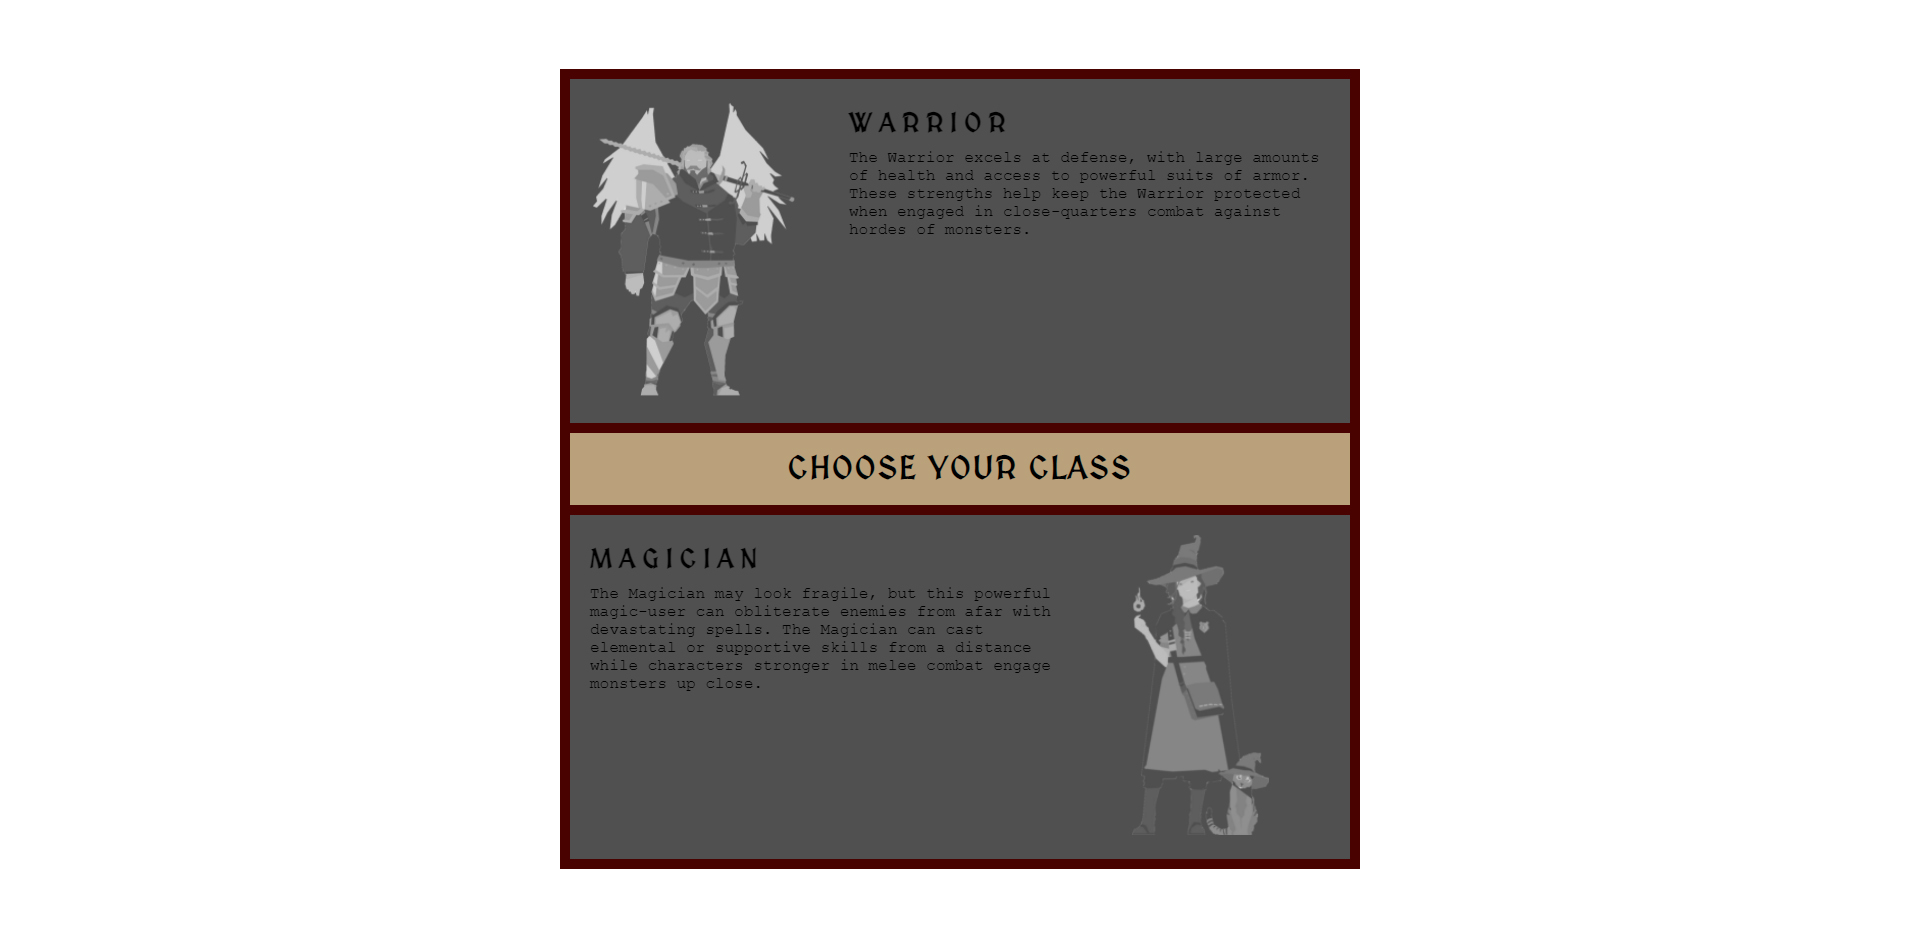 WARRIOR
The Warrior excels at defense, with large amounts
of health and access to powerful suits of armor.
These strengths help keep the Warrior protected
when engaged in close-quarters combat against
hordes of monsters.
CHOOSE YOUR CLASS
MAGICIAN
The Magician may look fragile, but this powerful
magic-user can obliterate enemies from afar with
devastating spells. The Magician can cast
elemental or supportive skills from a distance
while characters stronger in melee combat engage
monsters up close.